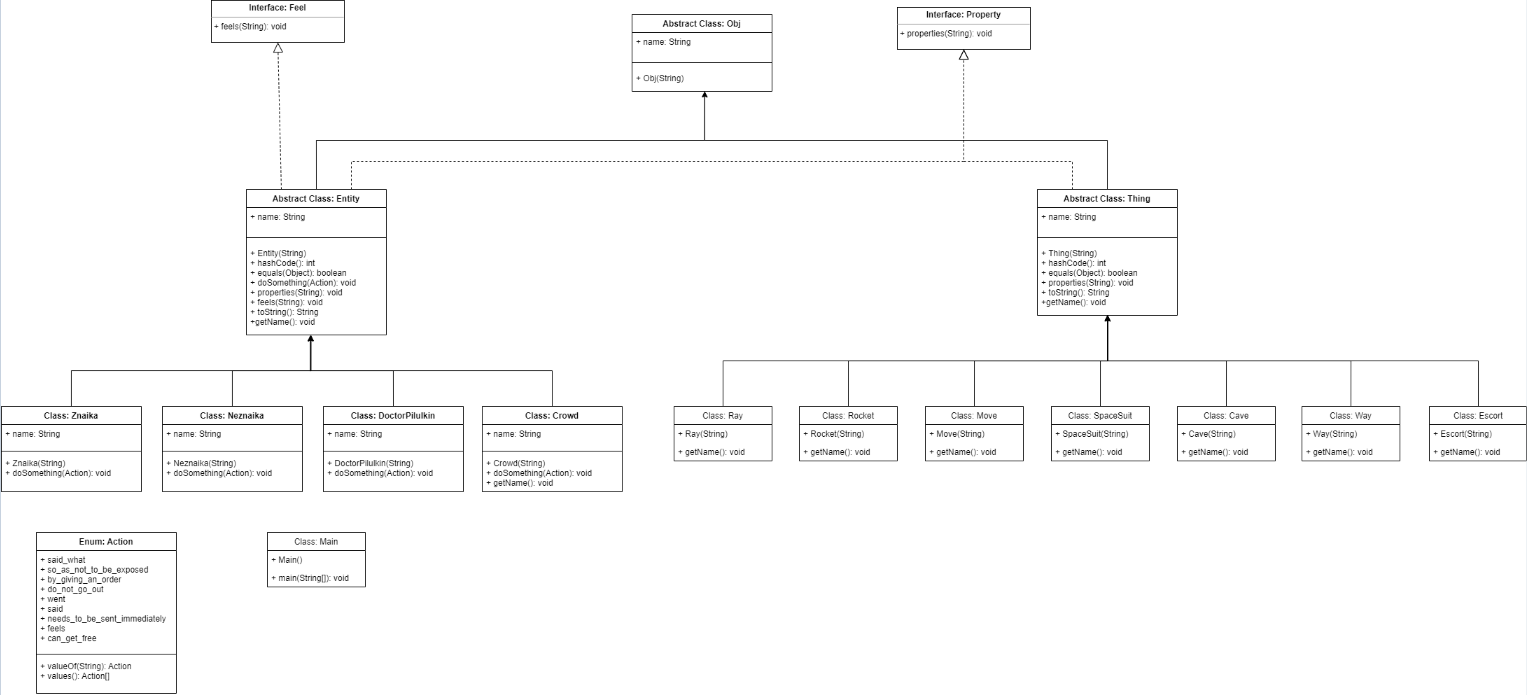 Interface: Feel
+ feels(String): void
Abstract Class: Obj
+ name: String
+ Obj(String)
Interface: Property
+ properties(String): void
Abstract Class: Entity
+ name: String
+ Entity(String)
+ hashCode(): int
+ equals(Object): boolean
+ doSomething(Action): void
+ properties(String): void
+ feels(String): void
+ toString(): String
+getName(): void
Abstract Class: Thing
+ name: String
+ Thing(String)
+ hashCode(): int
+ equals(Object): boolean
+ properties(String): void
+ toString(): String
+getName(): void
Class: Znaika
+ name: String
+ Znaika(String)
+ doSomething(Action): void
Class: Neznaika
+ name: String
+ Neznaika(String)
+ doSomething(Action): void
Class: DoctorPilulkin
+ name: String
+ DoctorPilulkin(String)
+ doSomething(Action): void
Class: Crowd
+ name: String
+ Crowd(String)
+ doSomething(Action): void
+ getName(): void
Class: Ray
+ Ray(String)
+ getName(): void
Class: Rocket
+ Rocket(String)
+ getName(): void
Class: Move
+ Move(String)
+ getName(): void
Class: SpaceSuit
+ SpaceSuit(String)
+ getName(): void
Class: Cave
+ Cave(String)
+ getName(): void
Class: Way
+ Way(String)
+ getName(): void
Class: Escort
+ Escort(String)
+ getName(): void
Enum: Action
+ said_what
+ so_as_not_to_be_exposed
+ by_giving_an_order
+ do_not_go_out
+ went
+ said
+ needs_to_be_sent_immediately
+ feels
+ can_get_free
+ valueOf(String): Action
+ values(): Action[]
Class: Main
+ Main()
+ main(String[]): void